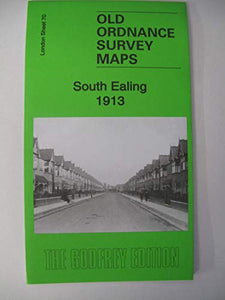 London Sheet 70
OLD
ORDNANCE
SURVEY
MAPS
South Ealing
1913
THE GODFREY EDITION